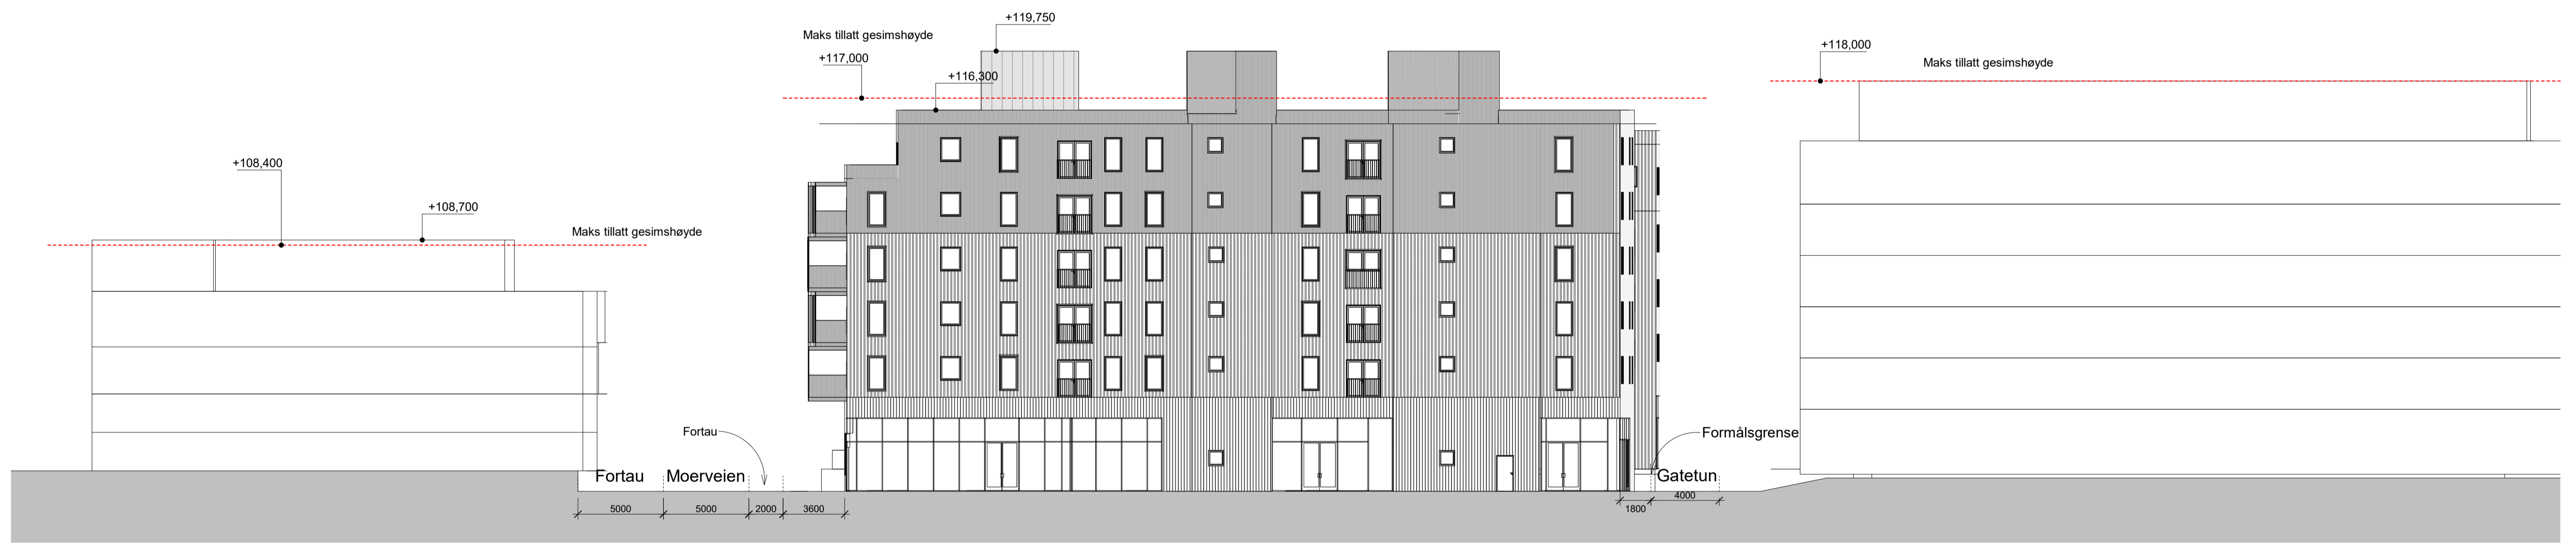 +119,750
Maks tillatt gesimshøyde
+117,000
+116,300
+118,000
Maks tillatt gesimshøyde
+108,400
+108,700
Maks tillatt gesimshøyde
Fortau
Formålsgrense
Fortau
Moerveien
Gatetun
5000
5000
2000
3600
1800
4000